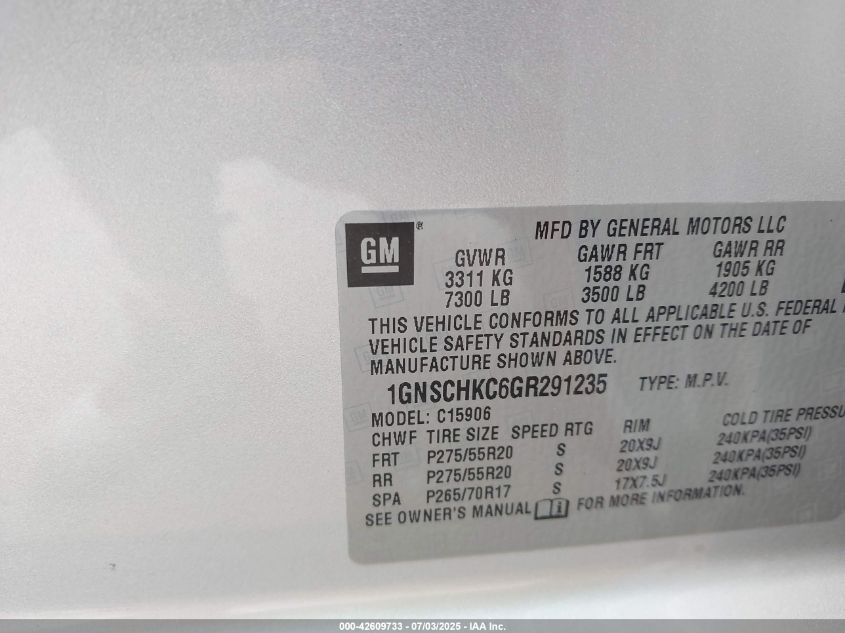 GM ®
MFD BY GENERAL MOTORS LLC
GVWR GAWR FRT GAWR RR
3311 KG 1588 KG 1905 KG
7300 LB 3500 LB 4200 LB
THIS VEHICLE CONFORMS TO ALL APPLICABLE U.S. FEDERAL
VEHICLE SAFETY STANDARDS IN EFFECT ON THE DATE OF
MANUFACTURE SHOWN ABOVE.
1GNSCHKC6GR291235 TYPE: M.P.V.
MODEL: C15906
CHWF TIRE SIZE SPEED RTG RIM COLD TIRE PRESSU
FRT P275/55R20 S 20X9J 240KPA(35PSI)
RR P275/55R20 S 20X9J 240KPA(35PSI)
SPA P265/70R17 S 17X7.5J 240KPA(35PSI)
SEE OWNER'S MANUAL FOR MORE INFORMATION.
000-42609733 - 07/03/2025 - IAA Inc.